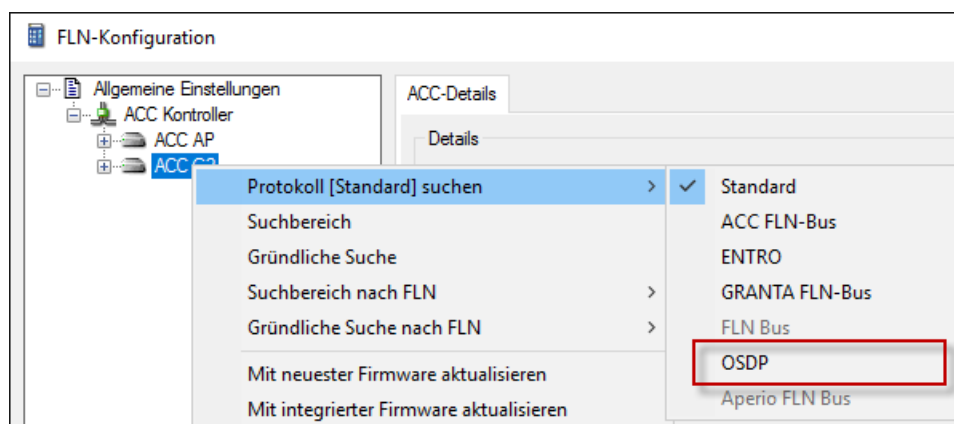 FLN-Konfiguration
Allgemeine Einstellungen
ACC Kontroller
ACC AP
ACC
ACC-Details
Details
Protokoll [Standard] suchen
Suchbereich
Gründliche Suche
Suchbereich nach FLN
Gründliche Suche nach FLN
Mit neuester Firmware aktualisieren
Mit integrierter Firmware aktualisieren
Standard
ACC FLN-Bus
ENTRO
GRANTA FLN-Bus
FLN Bus
OSDP
Aperio FLN Bus